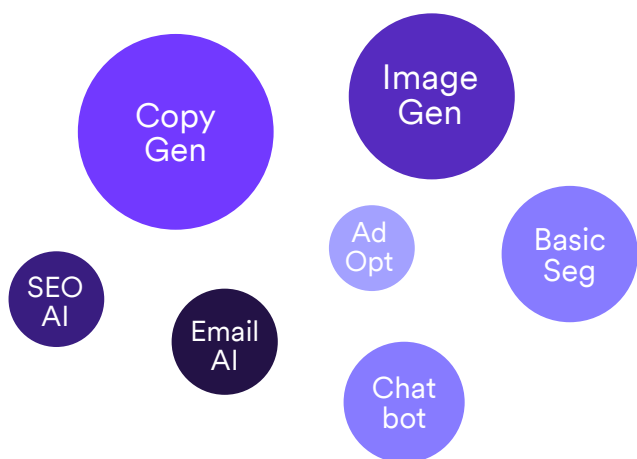 Copy
Gen
Image
Gen
Ad
Opt
Basic
Seg
SEO
AI
Email
AI
Chat
bot